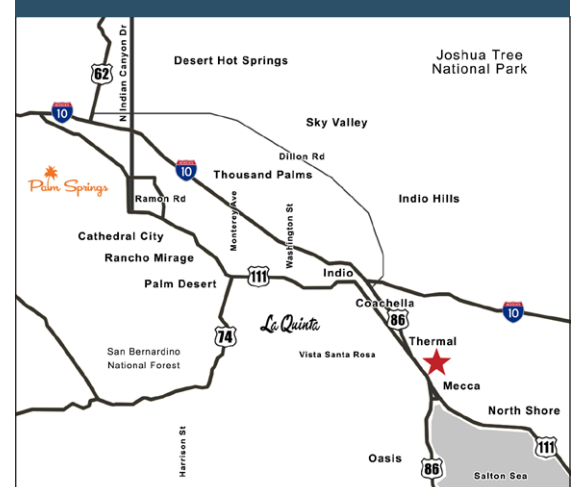 N Indian Canyon Dr
Desert Hot Springs
Joshua Tree
National Park
62
10
Sky Valley
Dillon Rd
10
Thousand Palms
Palm Springs
Ramon Rd
Indio Hills
Monterey Ave
Washington St
Cathedral City
Rancho Mirage
Indio
111
Palm Desert
Coachella
86
10
La Quinta
74
Thermal
San Bernardino
National Forest
Vista Santa Rosa
Mecca
North Shore
Harrison St
111
Oasis
86
Salton Sea